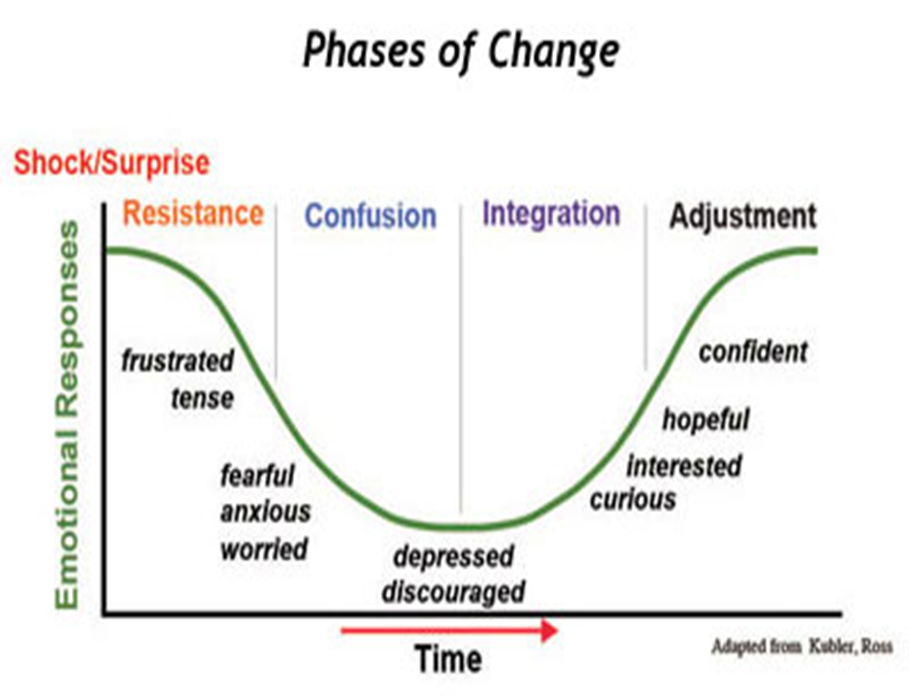 Phases of Change
Shock/Surprise
Resistance
Confusion
Integration
Adjustment
Emotional Responses
frustrated
tense
fearful
anxious
worried
depressed
discouraged
curious
interested
hopeful
confident
Time
Adapted from Kubler, Ross